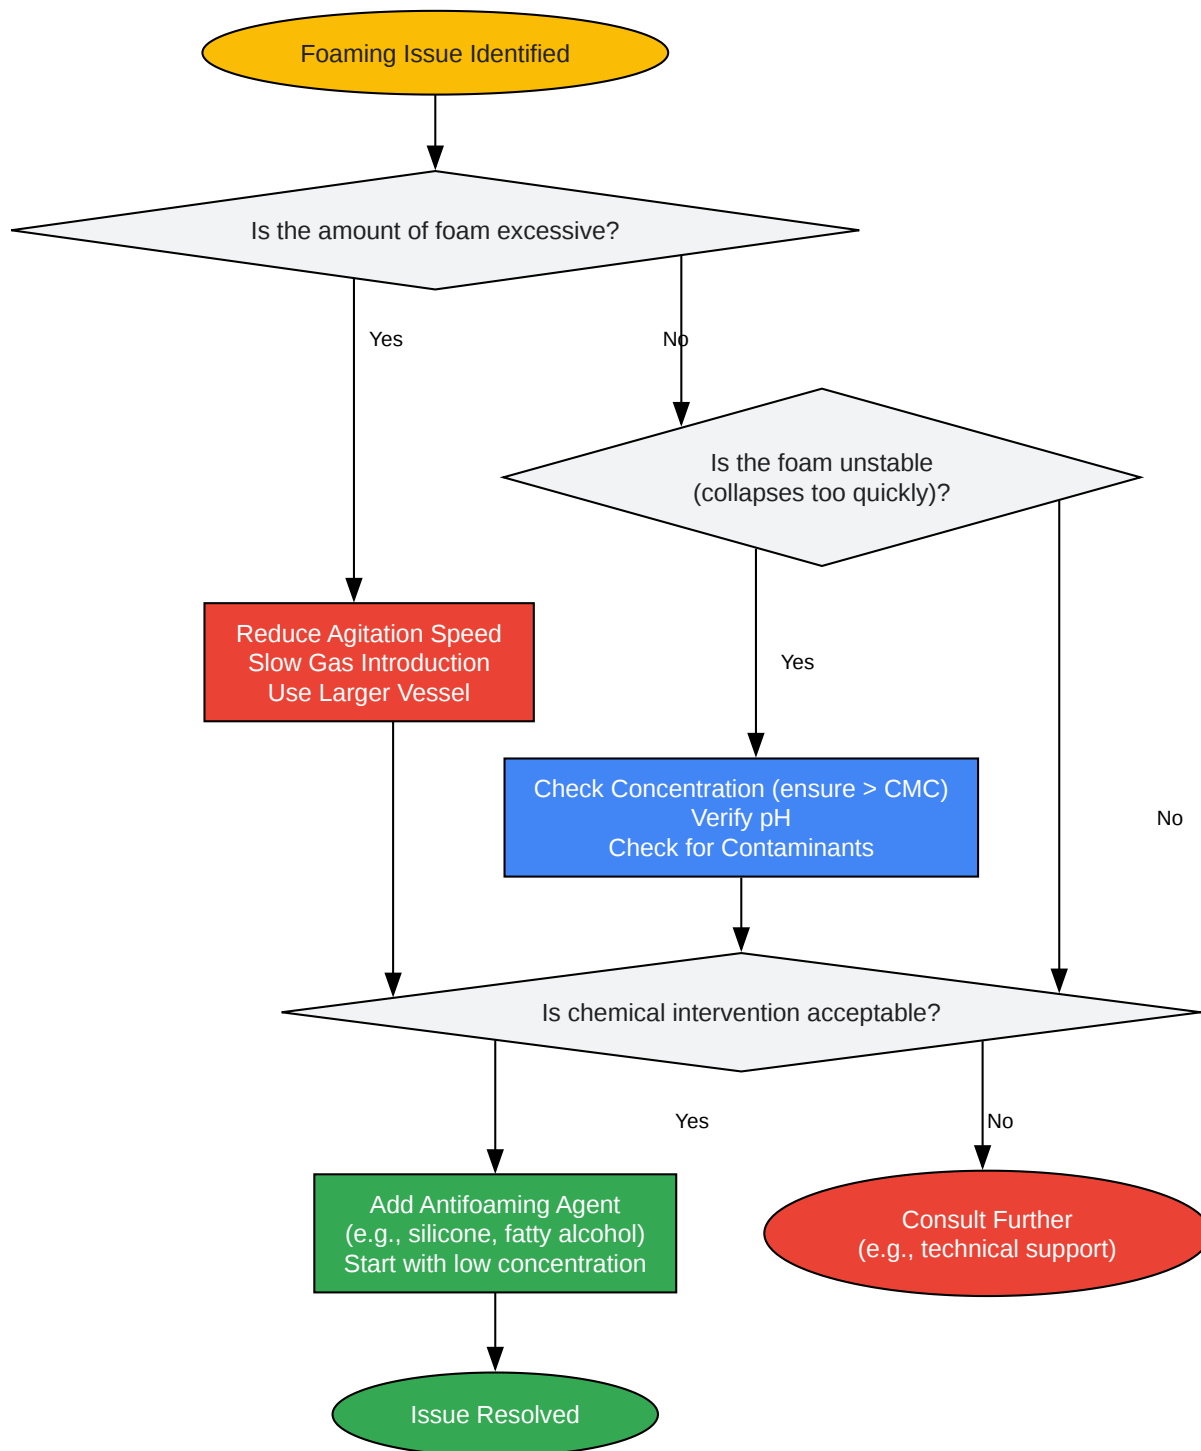 Foaming Issue Identified
Is the amount of foam excessive?
Yes
No
Is the foam unstable
(collapses too quickly)?
Reduce Agitation Speed
Slow Gas Introduction
Use Larger Vessel
Yes
Check Concentration (ensure > CMC)
Verify pH
Check for Contaminants
No
Is chemical intervention acceptable?
Yes
No
Add Antifoaming Agent
(e.g., silicone, fatty alcohol)
Start with low concentration
Consult Further
(e.g., technical support)
Issue Resolved